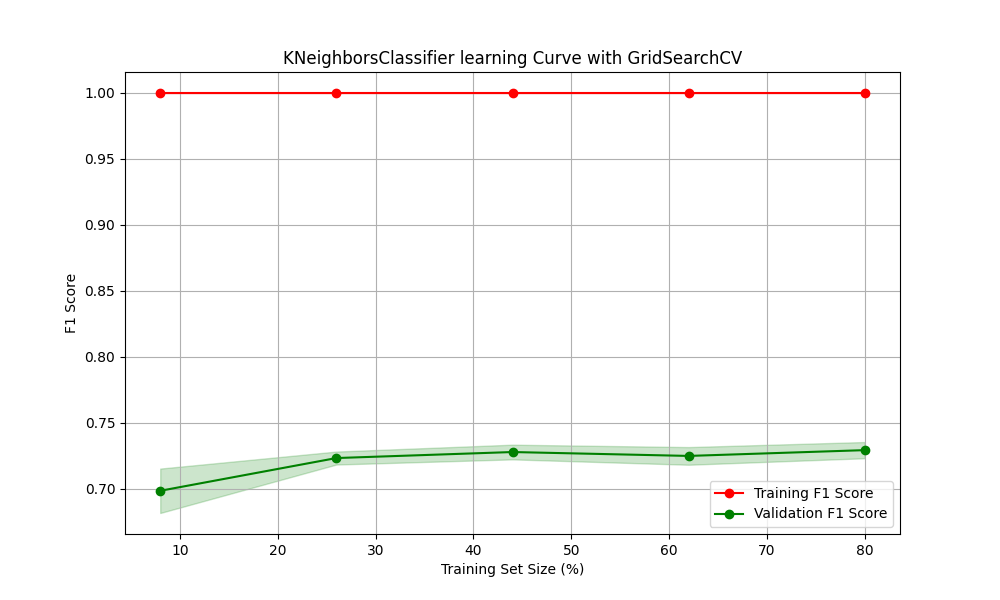 KNeighborsClassifier learning Curve with GridSearchCV
1.00
0.95
0.90
0.85
0.80
0.75
0.70
F1 Score
Training F1 Score
Validation F1 Score
10 20 30 40 50 60 70 80
Training Set Size (%)